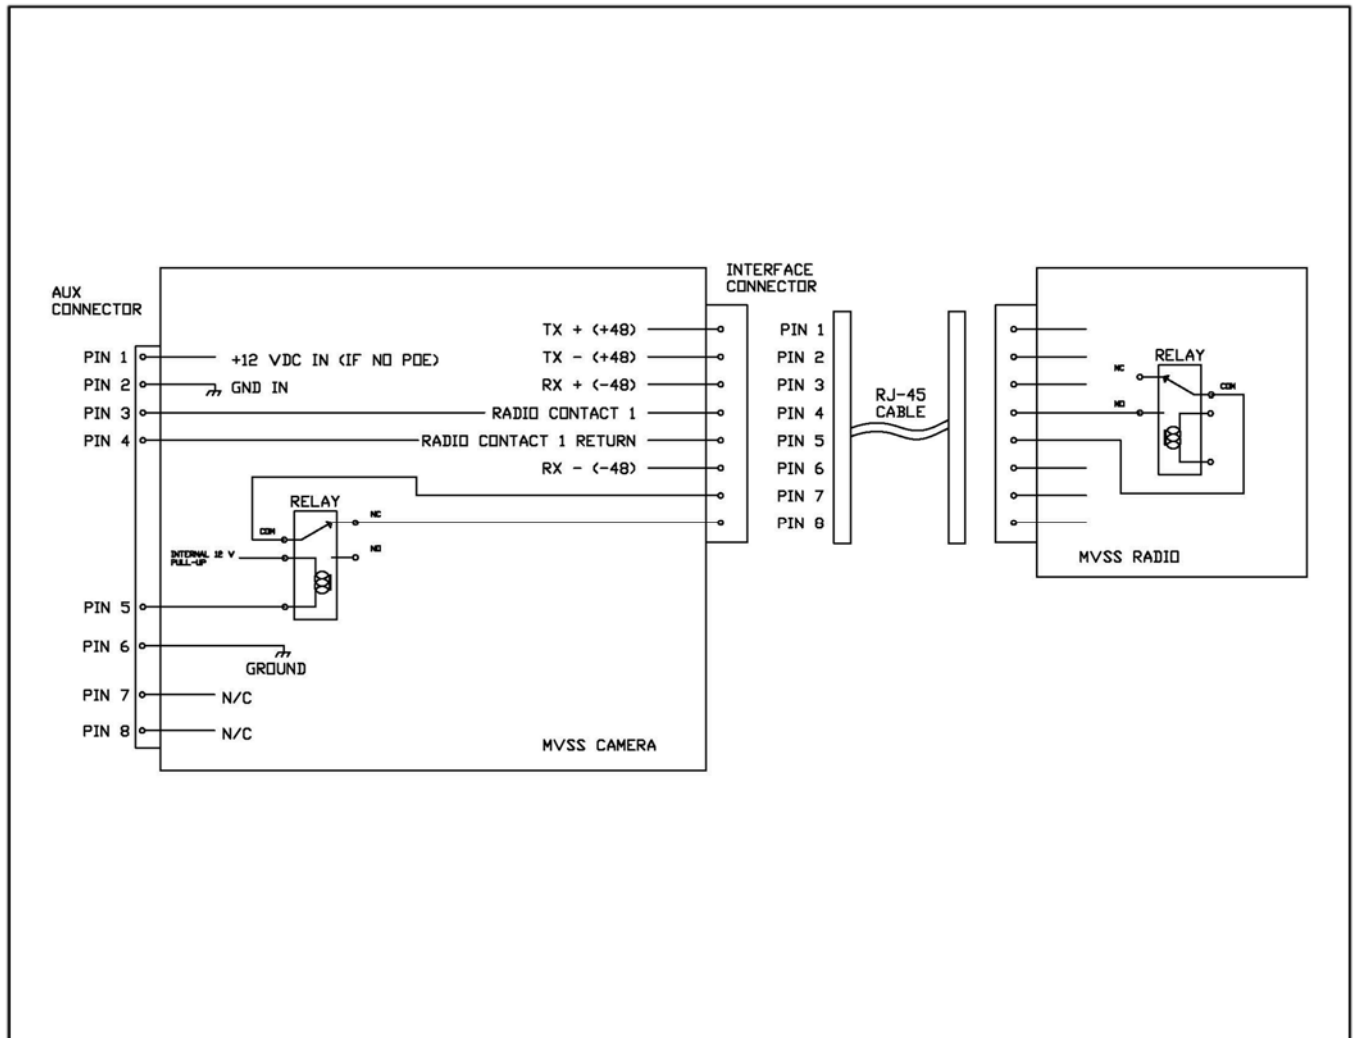 AUX
CONNECTOR
PIN 1
PIN 2
PIN 3
PIN 4
PIN 5
PIN 6
PIN 7
PIN 8
+12 VDC IN (IF NO POE)
GND IN
TX + (+48)
TX - (+48)
RX + (-48)
RADIO CONTACT 1
RADIO CONTACT 1 RETURN
RX - (-48)
RELAY
COM
NC
NO
INTERNAL 12 V
PULL-UP
GROUND
N/C
N/C
MVSS CAMERA
INTERFACE
CONNECTOR
PIN 1
PIN 2
PIN 3
PIN 4
PIN 5
PIN 6
PIN 7
PIN 8
RJ-45
CABLE
RELAY
NC
COM
NO
MVSS RADIO